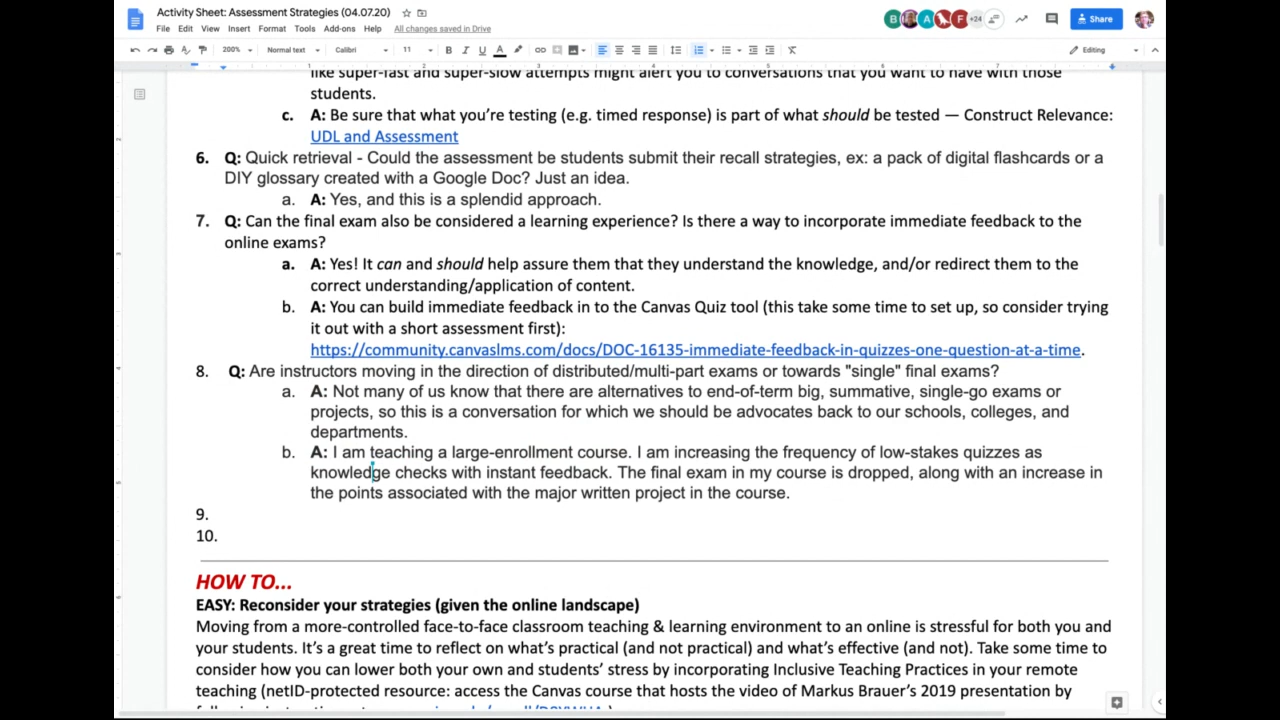 Activity Sheet: Assessment Strategies (04.07.20)
File Edit View Insert Format Tools Add-ons Help All changes saved in Drive
B A F +24 Share
200% Normal text Calibri 11 B I U A Editing
1 2 3 4 5 6 7
like super-fast and super-slow attempts might alert you to conversations that you want to have with those
students.
c. A: Be sure that what you're testing (e.g. timed response) is part of what should be tested — Construct Relevance:
UDL and Assessment
6. Q: Quick retrieval - Could the assessment be students submit their recall strategies, ex: a pack of digital flashcards or a
DIY glossary created with a Google Doc? Just an idea.
a. A: Yes, and this is a splendid approach.
7. Q: Can the final exam also be considered a learning experience? Is there a way to incorporate immediate feedback to the
online exams?
a. A: Yes! It can and should help assure them that they understand the knowledge, and/or redirect them to the
correct understanding/application of content.
b. A: You can build immediate feedback in to the Canvas Quiz tool (this take some time to set up, so consider trying
it out with a short assessment first):
https://community.canvaslms.com/docs/DOC-16135-immediate-feedback-in-quizzes-one-question-at-a-time.
8. Q: Are instructors moving in the direction of distributed/multi-part exams or towards "single" final exams?
a. A: Not many of us know that there are alternatives to end-of-term big, summative, single-go exams or
projects, so this is a conversation for which we should be advocates back to our schools, colleges, and
departments.
b. A: I am teaching a large-enrollment course. I am increasing the frequency of low-stakes quizzes as
knowledge checks with instant feedback. The final exam in my course is dropped, along with an increase in
the points associated with the major written project in the course.
9.
10.
HOW TO...
EASY: Reconsider your strategies (given the online landscape)
Moving from a more-controlled face-to-face classroom teaching & learning environment to an online is stressful for both you and
your students. It's a great time to reflect on what's practical (and not practical) and what's effective (and not). Take some time to
consider how you can lower both your own and students' stress by incorporating Inclusive Teaching Practices in your remote
teaching (netID-protected resource: access the Canvas course that hosts the video of Markus Brauer's 2019 presentation by